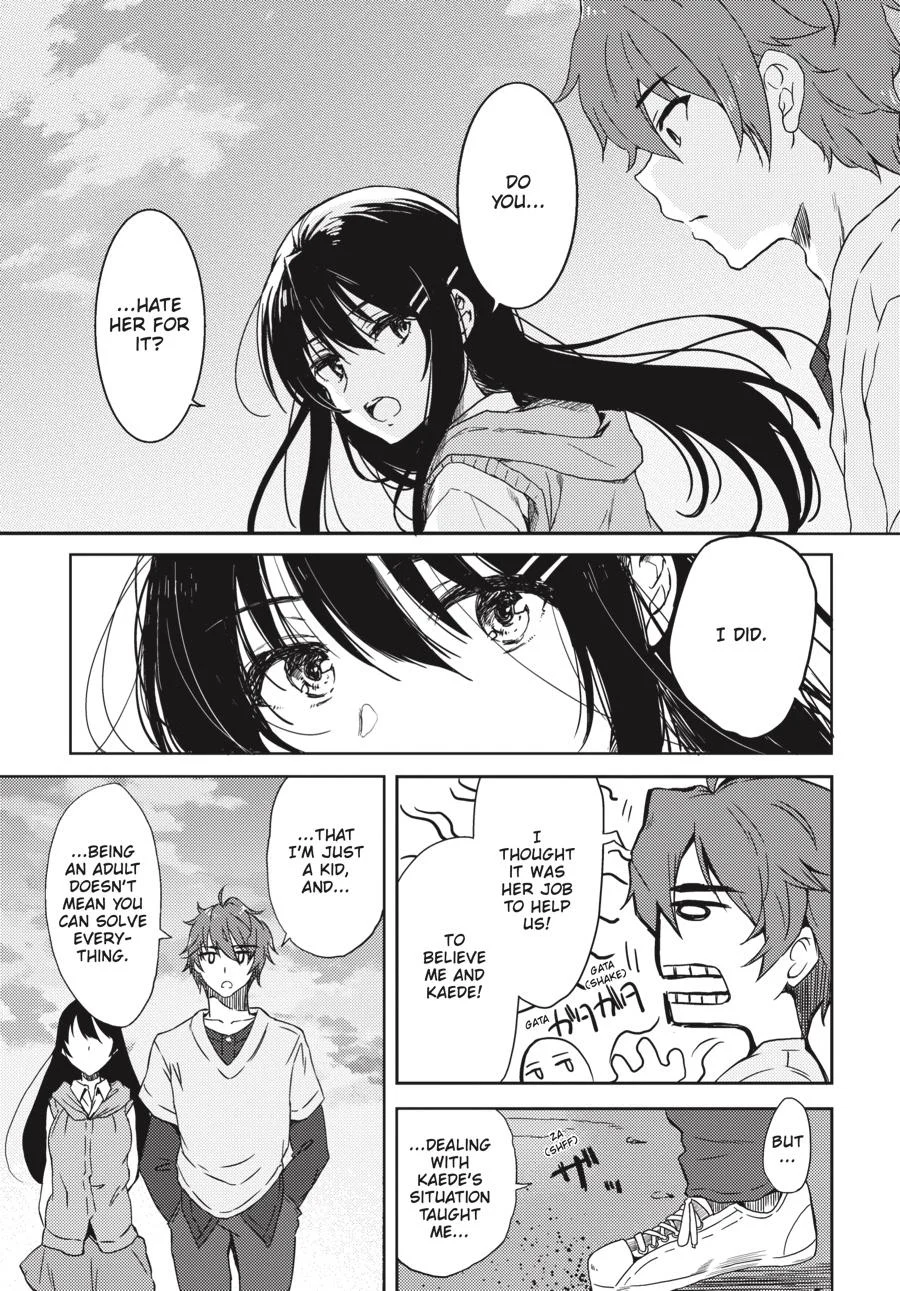 DO
YOU...
...HATE
HER FOR
IT?
I DID.
I
THOUGHT
IT WAS
HER JOB
TO HELP
US!
TO
BELIEVE
ME AND
KAEDE!
GATA
(SHAKE)
ガタガタ
GATA
BUT
...
ZA
(SHFF)
ザ
...DEALING
WITH
KAEDE'S
SITUATION
TAUGHT
ME...
...THAT
I'M JUST
A KID,
AND...
...BEING
AN ADULT
DOESN'T
MEAN YOU
CAN SOLVE
EVERY-
THING.